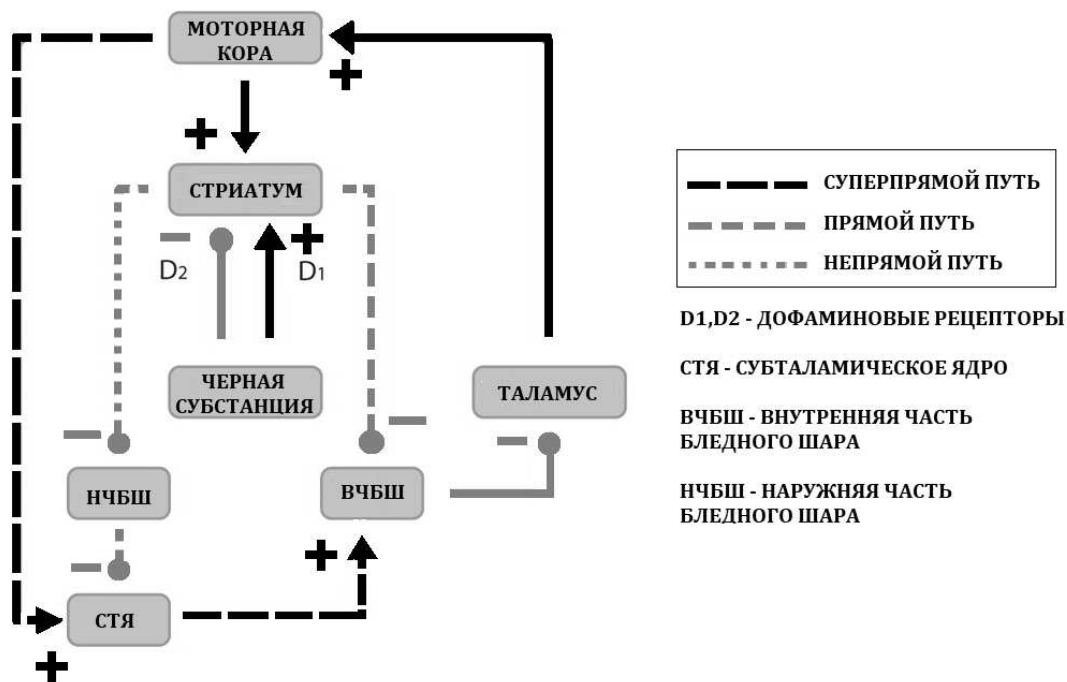 МОТОРНАЯ
КОРА
+
+
СТРИАТУМ
СУПЕРПРЯМОЙ ПУТЬ
ПРЯМОЙ ПУТЬ
НЕПРЯМОЙ ПУТЬ
−
+
D2
D1
D1,D2 - ДОФАМИНОВЫЕ РЕЦЕПТОРЫ
СТЯ - СУБТАЛАМИЧЕСКОЕ ЯДРО
ЧЕРНАЯ
СУБСТАНЦИЯ
ТАЛАМУС
ВЧБШ - ВНУТРЕННЯЯ ЧАСТЬ
БЛЕДНОГО ШАРА
−
−
−
НЧБШ
ВЧБШ
НЧБШ - НАРУЖНЯЯ ЧАСТЬ
БЛЕДНОГО ШАРА
−
+
СТЯ
+